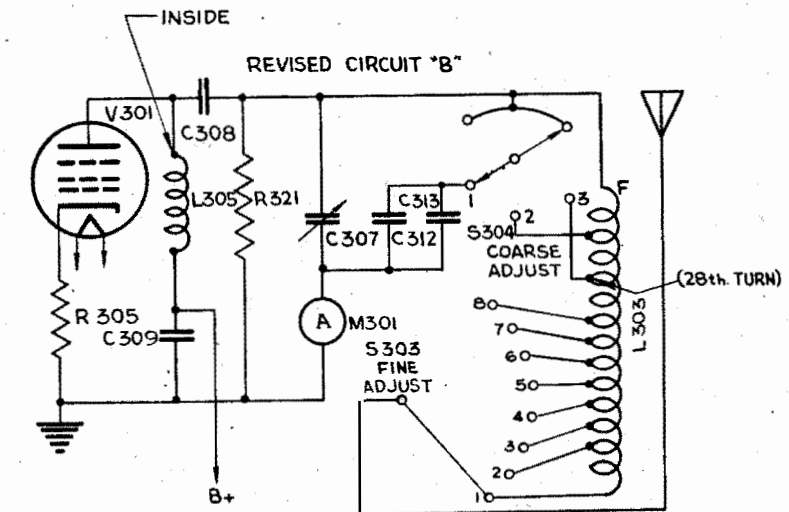 INSIDE
REVISED CIRCUIT "B"
V301
C308
L305
R321
C307
C313
C312
1
2
3
F
S304
COARSE
ADJUST
(28th. TURN)
L303
R 305
C309
A
M301
S303
FINE
ADJUST
8
7
6
5
4
3
2
1
B+